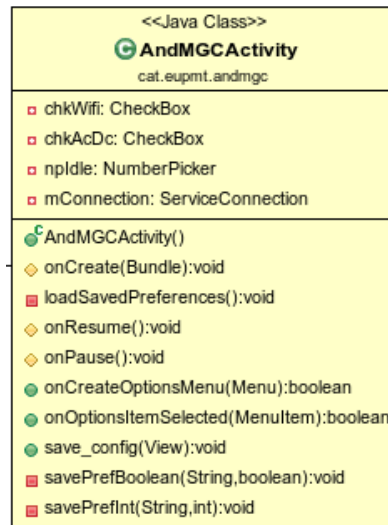 <<Java Class>>
C AndMGCActivity
cat.eupmt.andmgc
chkWifi: CheckBox
chkAcDc: CheckBox
npIdle: NumberPicker
mConnection: ServiceConnection
C AndMGCActivity()
onCreate(Bundle):void
loadSavedPreferences():void
onResume():void
onPause():void
onCreateOptionsMenu(Menu):boolean
onOptionsItemSelected(MenuItem):boolean
save_config(View):void
savePrefBoolean(String,boolean):void
savePrefInt(String,int):void